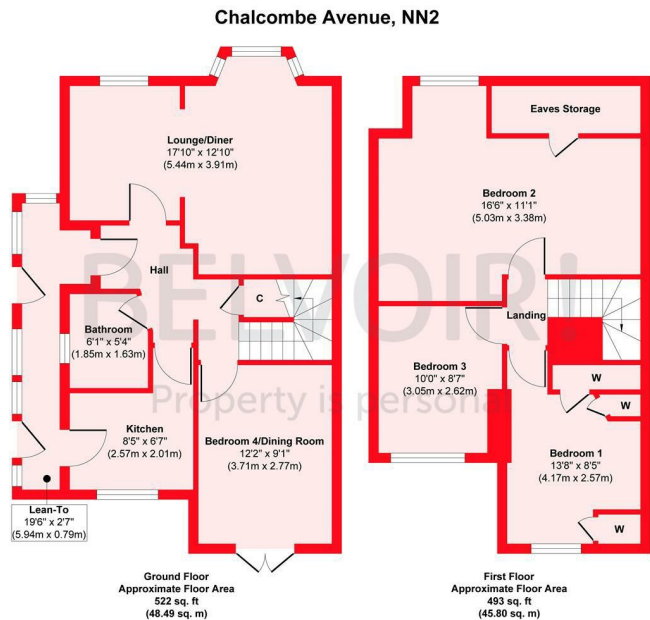 Chalcombe Avenue, NN2
Lounge/Diner
17'10" x 12'10"
(5.44m x 3.91m)
Hall
C
Bathroom
6'1" x 5'4"
(1.85m x 1.63m)
Kitchen
8'5" x 6'7"
(2.57m x 2.01m)
Bedroom 4/Dining Room
12'2" x 9'1"
(3.71m x 2.77m)
Lean-To
19'6" x 2'7"
(5.94m x 0.79m)
Ground Floor
Approximate Floor Area
522 sq. ft
(48.49 sq. m)
Eaves Storage
Bedroom 2
16'6" x 11'1"
(5.03m x 3.38m)
Landing
Bedroom 3
10'0" x 8'7"
(3.05m x 2.62m)
W
W
Bedroom 1
13'8" x 8'5"
(4.17m x 2.57m)
W
First Floor
Approximate Floor Area
493 sq. ft
(45.80 sq. m)
BELVOIR!
Property is personal